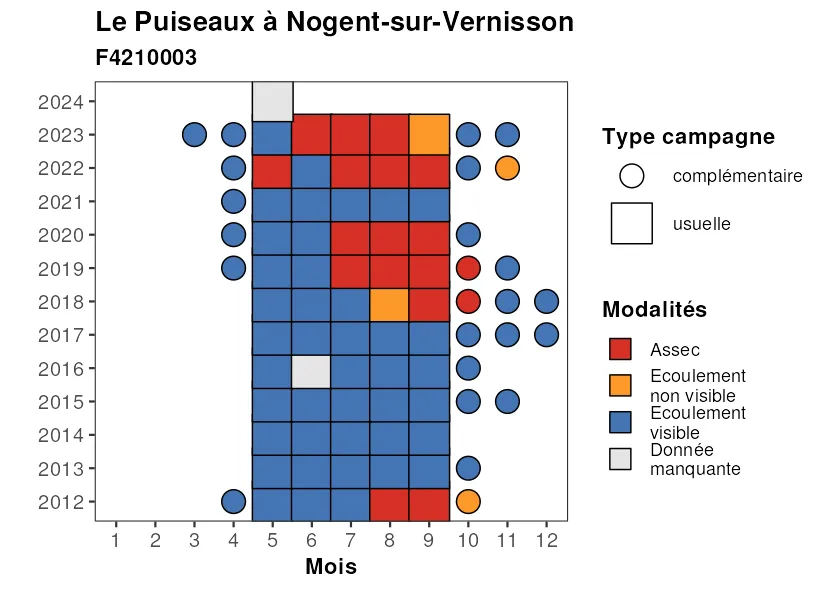 Le Puiseaux à Nogent-sur-Vernisson
F4210003
2024
2023
2022
2021
2020
2019
2018
2017
2016
2015
2014
2013
2012
1 2 3 4 5 6 7 8 9 10 11 12
Mois
Type campagne
complémentaire
usuelle
Modalités
Assec
Ecoulement
non visible
Ecoulement
visible
Donnée
manquante